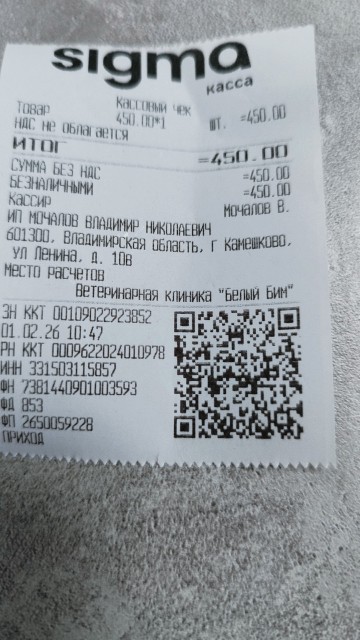 sigma
касса
Кассовый чек
Товар 450.00*1 шт. =450.00
НДС не облагается
ИТОГ =450.00
СУММА БЕЗ НДС =450.00
БЕЗНАЛИЧНЫМИ =450.00
Кассир Мочалов В.
ИП МОЧАЛОВ ВЛАДИМИР НИКОЛАЕВИЧ
601300, Владимирская область, г Камешково,
ул Ленина, д. 10в
Место расчетов
Ветеринарная клиника "Белый Бим"
ЗН ККТ 00109022923852
01.02.26 10:47
РН ККТ 0009622024010978
ИНН 331503115857
ФН 7381440901003593
ФД 853
ФП 2650059228
ПРИХОД